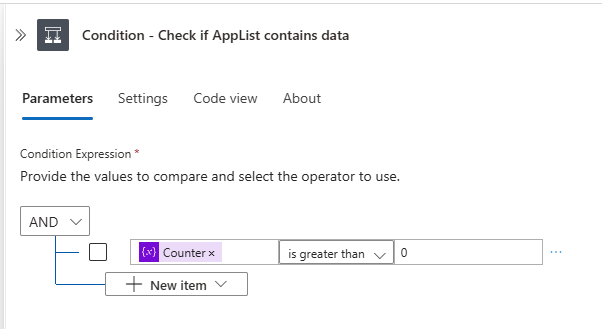 Condition - Check if AppList contains data
Parameters Settings Code view About
Condition Expression *
Provide the values to compare and select the operator to use.
AND
{x} Counter × is greater than 0 ...
+ New item